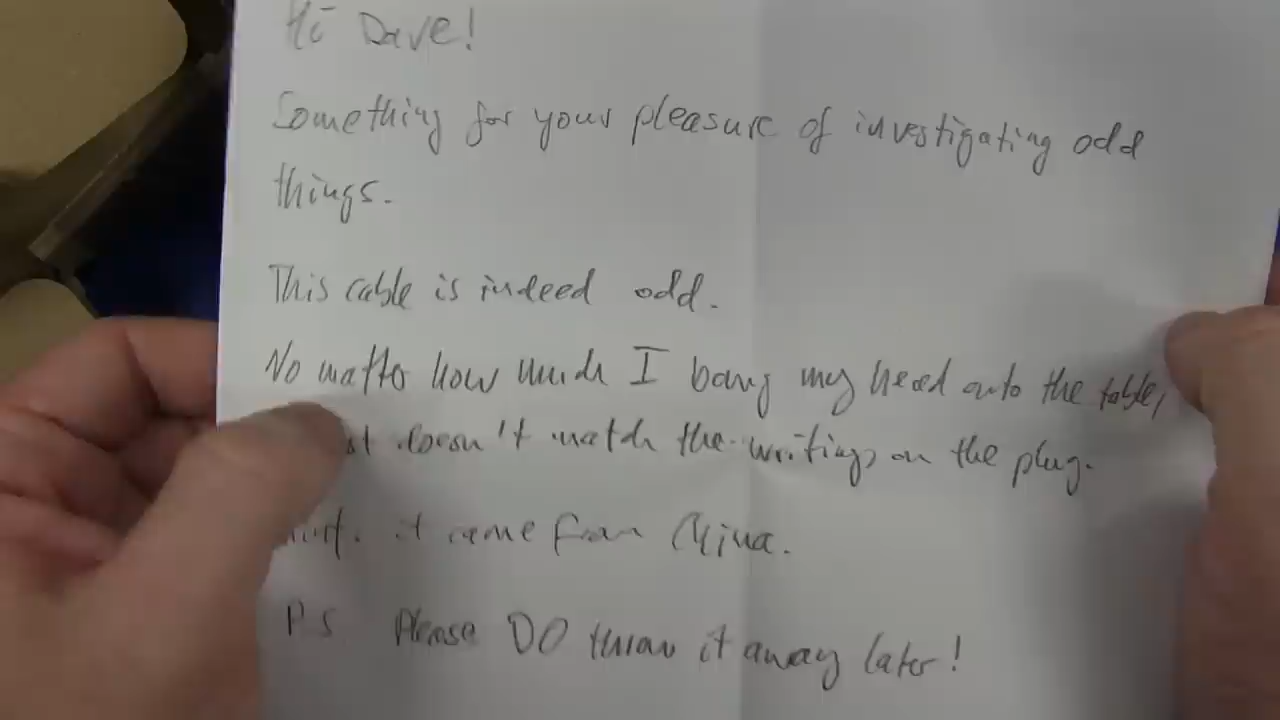 Hi Dave!
Something for your pleasure of investigating odd
things.
This cable is indeed odd.
No matter how much I bang my head onto the table,
doesn't match the writings on the plug.
it came from China.
P.S. Please DO throw it away later!